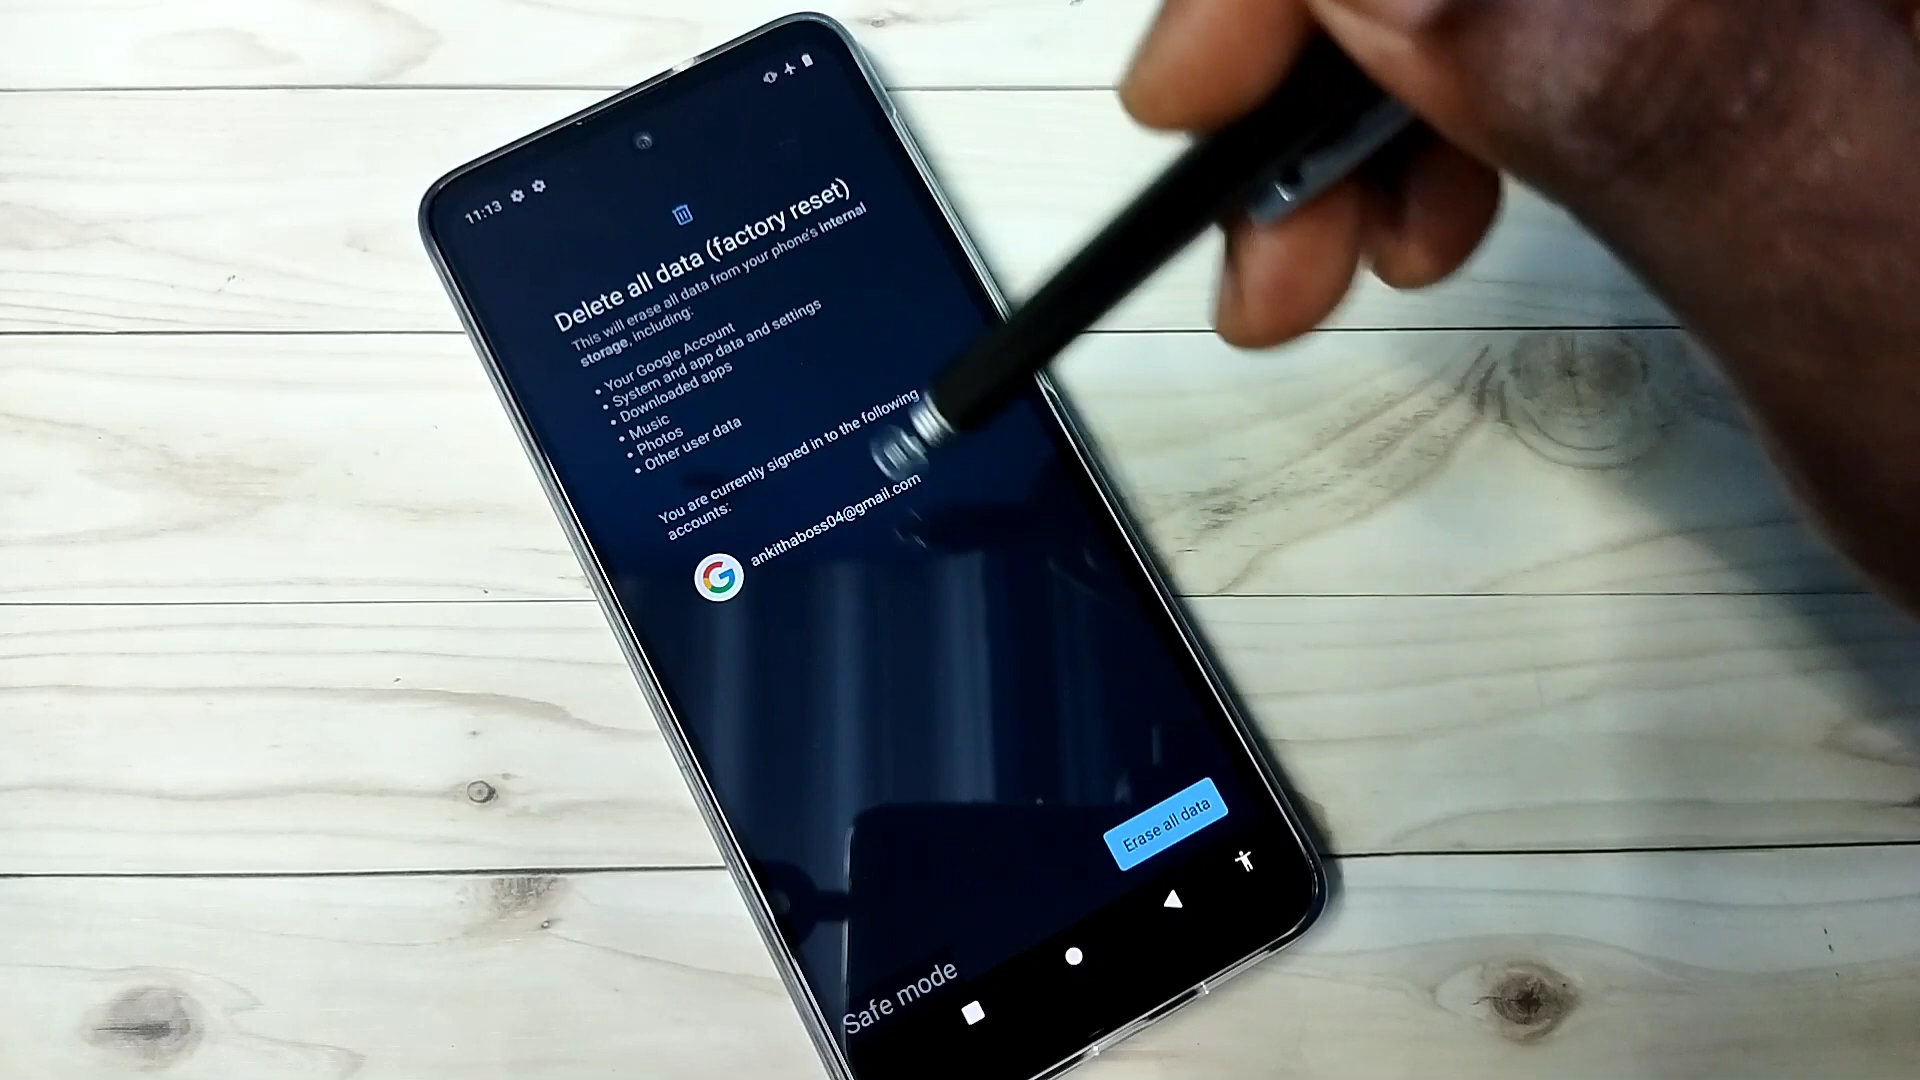 11:13
Delete all data (factory reset)
This will erase all data from your phone's internal
storage, including:
• Your Google Account
• System and app data and settings
• Downloaded apps
• Music
• Photos
• Other user data
You are currently signed in to the following
accounts:
ankithaboss04@gmail.com
Erase all data
Safe mode